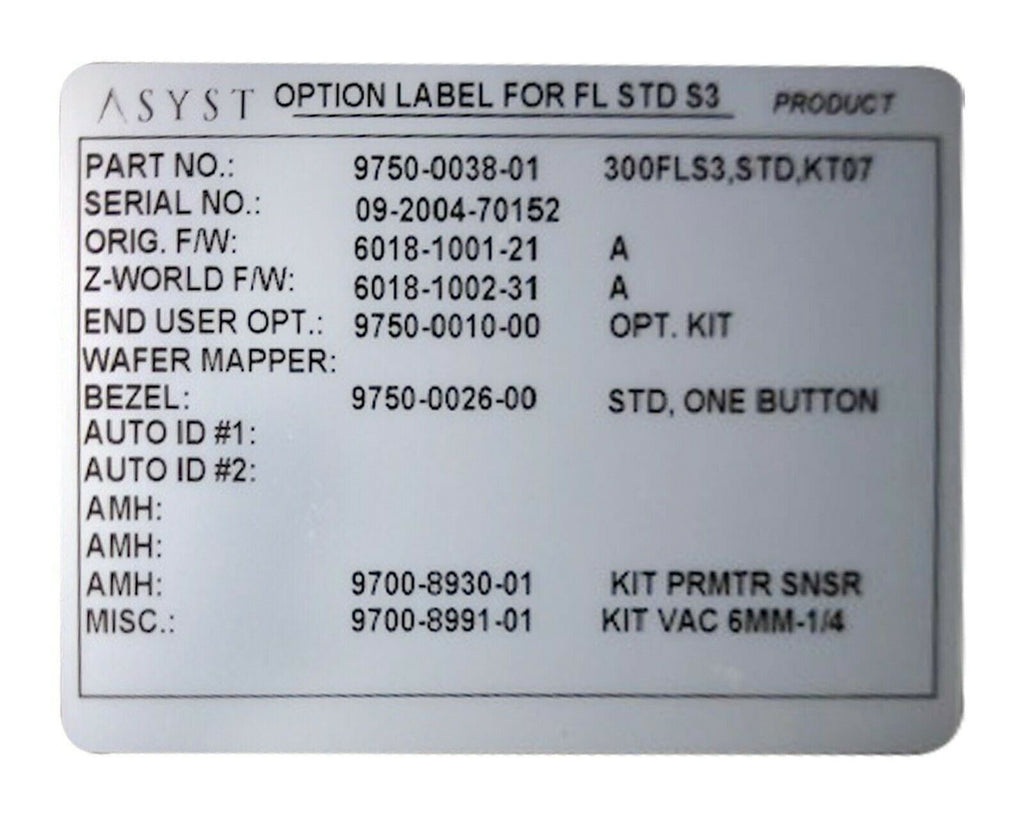 ASYST OPTION LABEL FOR FL STD S3 PRODUCT
PART NO.: 9750-0038-01 300FLS3,STD,KT07
SERIAL NO.: 09-2004-70152
ORIG. F/W: 6018-1001-21 A
Z-WORLD F/W: 6018-1002-31 A
END USER OPT.: 9750-0010-00 OPT. KIT
WAFER MAPPER:
BEZEL: 9750-0026-00 STD, ONE BUTTON
AUTO ID #1:
AUTO ID #2:
AMH:
AMH:
AMH: 9700-8930-01 KIT PRMTR SNSR
MISC.: 9700-8991-01 KIT VAC 6MM-1/4